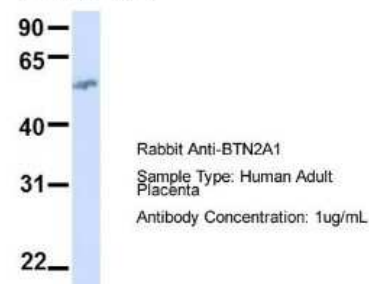 90
65
40
31
22
Rabbit Anti-BTN2A1
Sample Type: Human Adult
Placenta
Antibody Concentration: 1ug/mL